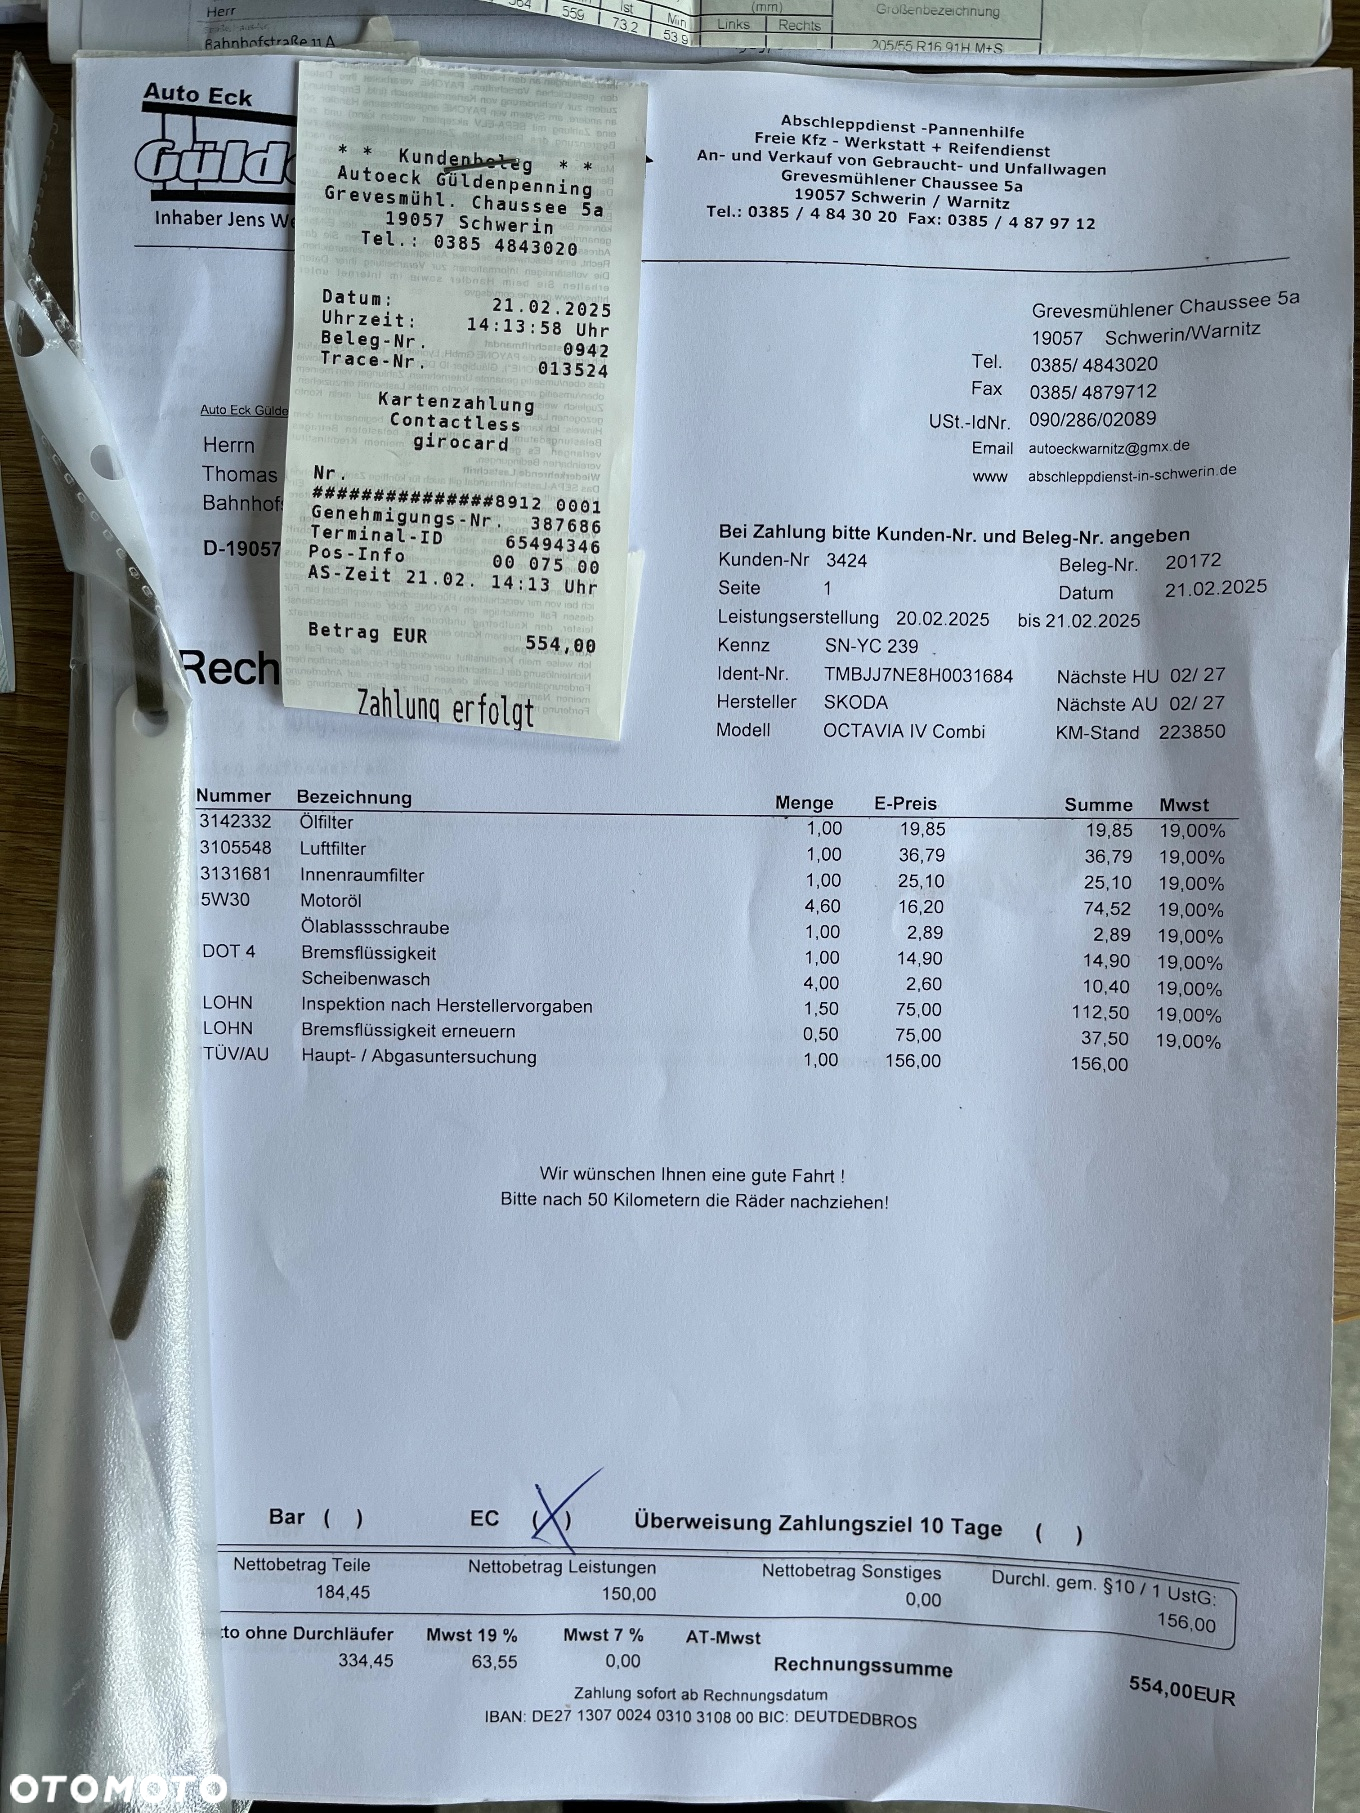 Herr
Bahnhofstraße 11 A
564 559 Ist 73.2 Min 53.9
(mm)
Links Rechts
Größenbezeichnung
205/55 R16 91H M+S
Auto Eck
Gülde
Inhaber Jens We
Abschleppdienst -Pannenhilfe
Freie Kfz - Werkstatt + Reifendienst
An- und Verkauf von Gebraucht- und Unfallwagen
Grevesmühlener Chaussee 5a
19057 Schwerin / Warnitz
Tel.: 0385 / 4 84 30 20 Fax: 0385 / 4 87 97 12
* * Kundenbeleg * *
Autoeck Güldenpenning
Grevesmühl. Chaussee 5a
19057 Schwerin
Tel.: 0385 4843020
Datum: 21.02.2025
Uhrzeit: 14:13:58 Uhr
Beleg-Nr. 0942
Trace-Nr. 013524
Kartenzahlung
Contactless
girocard
Nr.
###############8912 0001
Genehmigungs-Nr. 387686
Terminal-ID 65494346
Pos-Info 00 075 00
AS-Zeit 21.02. 14:13 Uhr
Betrag EUR 554,00
Zahlung erfolgt
Grevesmühlener Chaussee 5a
19057 Schwerin/Warnitz
Tel. 0385/ 4843020
Fax 0385/ 4879712
USt.-IdNr. 090/286/02089
Email autoeckwarnitz@gmx.de
www abschleppdienst-in-schwerin.de
Auto Eck Gülde
Herrn
Thomas
Bahnhof
D-19057
Rech
Bei Zahlung bitte Kunden-Nr. und Beleg-Nr. angeben
Kunden-Nr 3424 Beleg-Nr. 20172
Seite 1 Datum 21.02.2025
Leistungserstellung 20.02.2025 bis 21.02.2025
Kennz SN-YC 239
Ident-Nr. TMBJJ7NE8H0031684 Nächste HU 02/ 27
Hersteller SKODA Nächste AU 02/ 27
Modell OCTAVIA IV Combi KM-Stand 223850
Nummer Bezeichnung Menge E-Preis Summe Mwst
3142332 Ölfilter 1,00 19,85 19,85 19,00%
3105548 Luftfilter 1,00 36,79 36,79 19,00%
3131681 Innenraumfilter 1,00 25,10 25,10 19,00%
5W30 Motoröl 4,60 16,20 74,52 19,00%
Ölablassschraube 1,00 2,89 2,89 19,00%
DOT 4 Bremsflüssigkeit 1,00 14,90 14,90 19,00%
Scheibenwasch 4,00 2,60 10,40 19,00%
LOHN Inspektion nach Herstellervorgaben 1,50 75,00 112,50 19,00%
LOHN Bremsflüssigkeit erneuern 0,50 75,00 37,50 19,00%
TÜV/AU Haupt- / Abgasuntersuchung 1,00 156,00 156,00
Wir wünschen Ihnen eine gute Fahrt !
Bitte nach 50 Kilometern die Räder nachziehen!
Bar ( ) EC (X) Überweisung Zahlungsziel 10 Tage ( )
Nettobetrag Teile Nettobetrag Leistungen Nettobetrag Sonstiges Durchl. gem. §10 / 1 UstG:
184,45 150,00 0,00 156,00
to ohne Durchläufer Mwst 19 % Mwst 7 % AT-Mwst
334,45 63,55 0,00 Rechnungssumme 554,00EUR
Zahlung sofort ab Rechnungsdatum
IBAN: DE27 1307 0024 0310 3108 00 BIC: DEUTDEDBROS
OTOMOTO